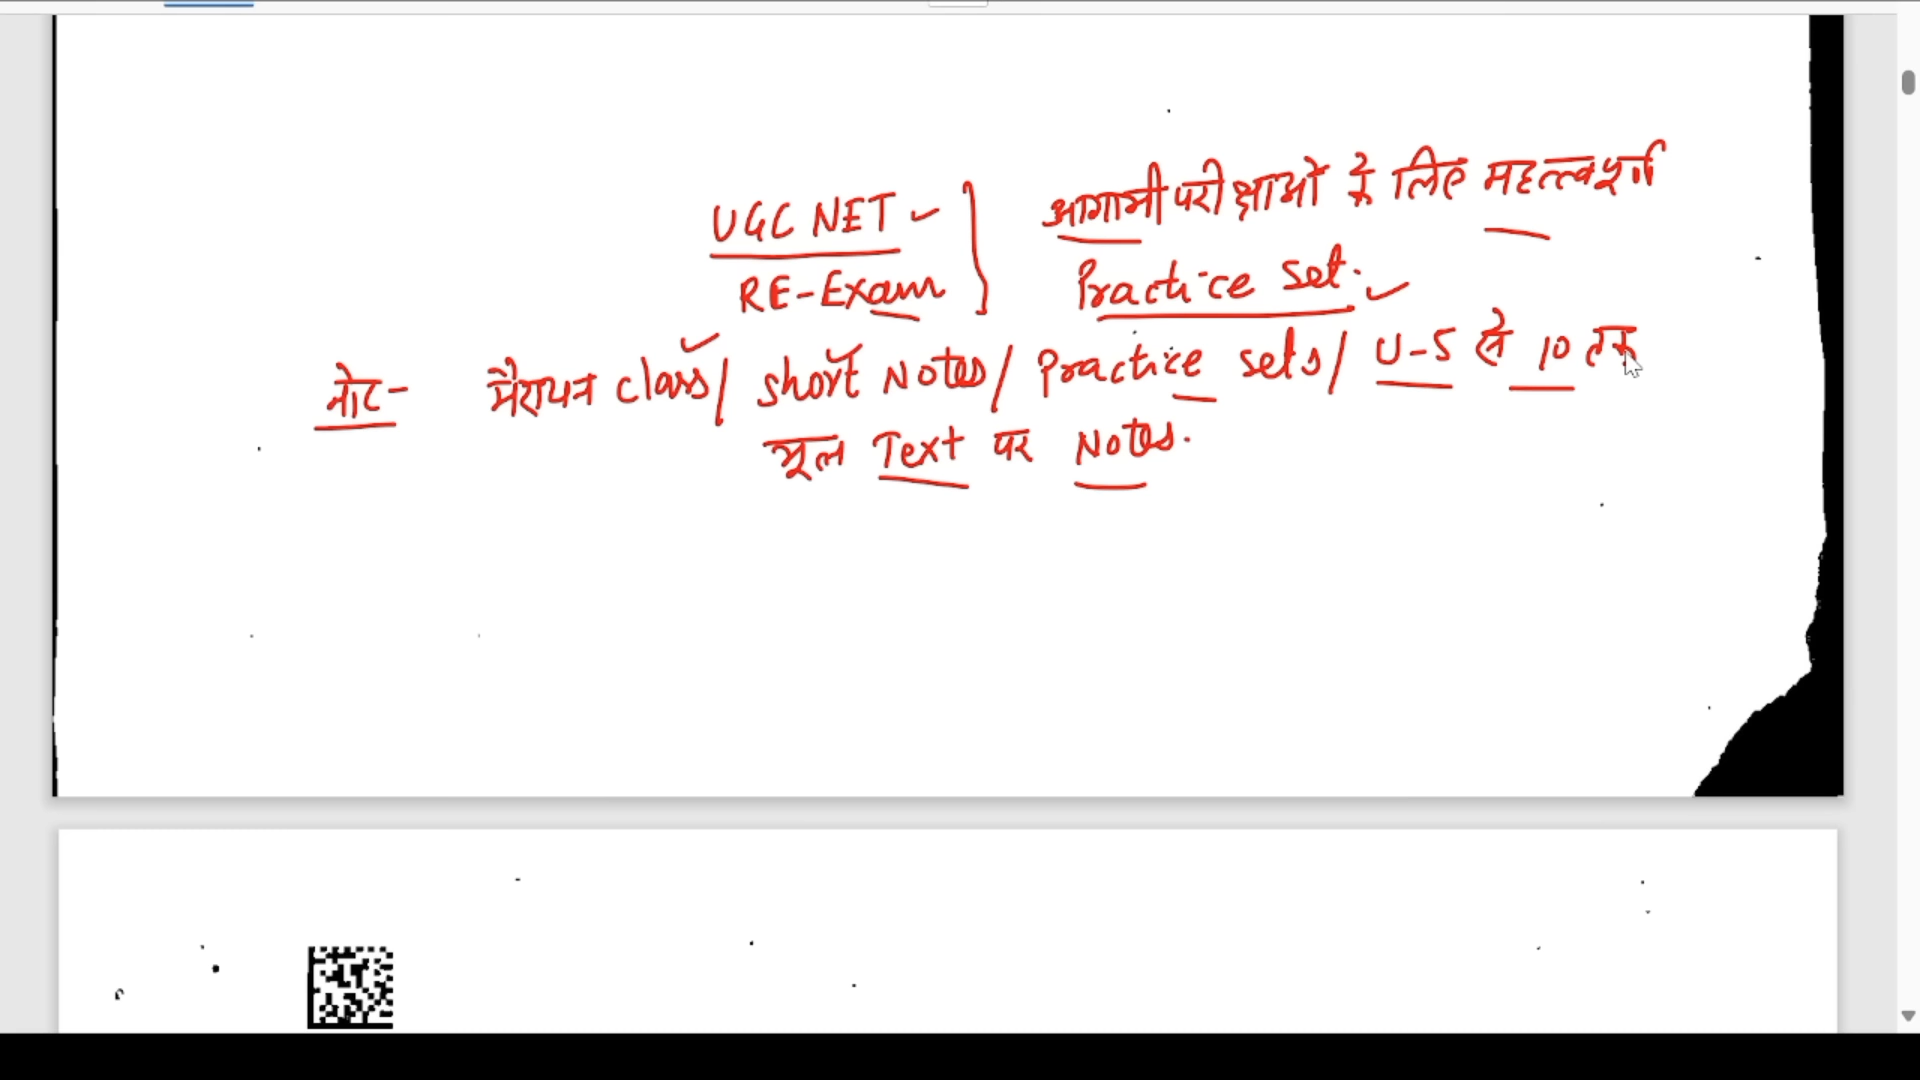 UGC NET } आगामी परीक्षाओं के लिए महत्त्वपूर्ण
RE-Exam Practice set.
नोट- मैराथन class/ short Notes/ Practice sets/ U-5 से 10 तक
मूल Text पर Notes.